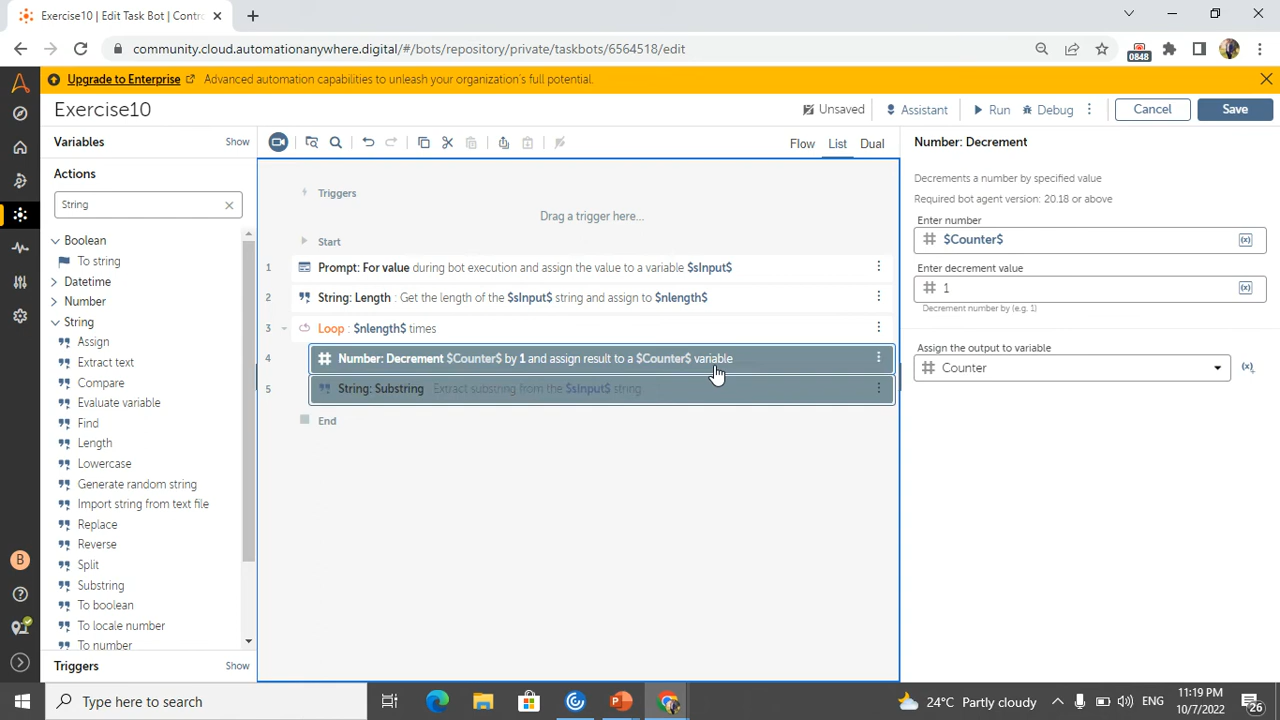 Exercise10 | Edit Task Bot | Contr
community.cloud.automationanywhere.digital/#/bots/repository/private/taskbots/6564518/edit
0848
Upgrade to Enterprise Advanced automation capabilities to unleash your organization's full potential.
Exercise10
Unsaved
Assistant
Run
Debug
Cancel
Save
Variables
Show
Actions
String
Boolean
To string
Datetime
Number
String
Assign
Extract text
Compare
Evaluate variable
Find
Length
Lowercase
Generate random string
Import string from text file
Replace
Reverse
Split
Substring
To boolean
To locale number
To number
Triggers
Show
Flow
List
Dual
Triggers
Drag a trigger here...
Start
1 Prompt: For value during bot execution and assign the value to a variable $sInput$
2 String: Length : Get the length of the $sInput$ string and assign to $nlength$
3 Loop : $nlength$ times
4 Number: Decrement $Counter$ by 1 and assign result to a $Counter$ variable
5 String: Substring : Extract substring from the $sInput$ string
End
Number: Decrement
Decrements a number by specified value
Required bot agent version: 20.18 or above
Enter number
$Counter$
(x)
Enter decrement value
1
(x)
Decrement number by (e.g. 1)
Assign the output to variable
Counter
(x)
B
Type here to search
24°C Partly cloudy
ENG
11:19 PM
10/7/2022
26